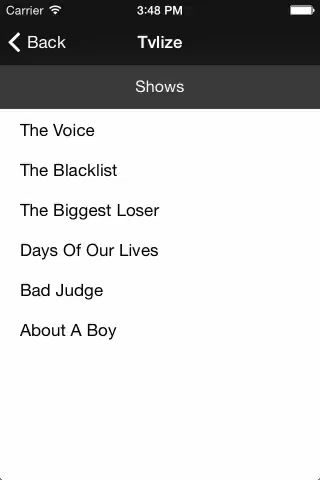 Carrier 3:48 PM
Back Tvlize
Shows
The Voice
The Blacklist
The Biggest Loser
Days Of Our Lives
Bad Judge
About A Boy